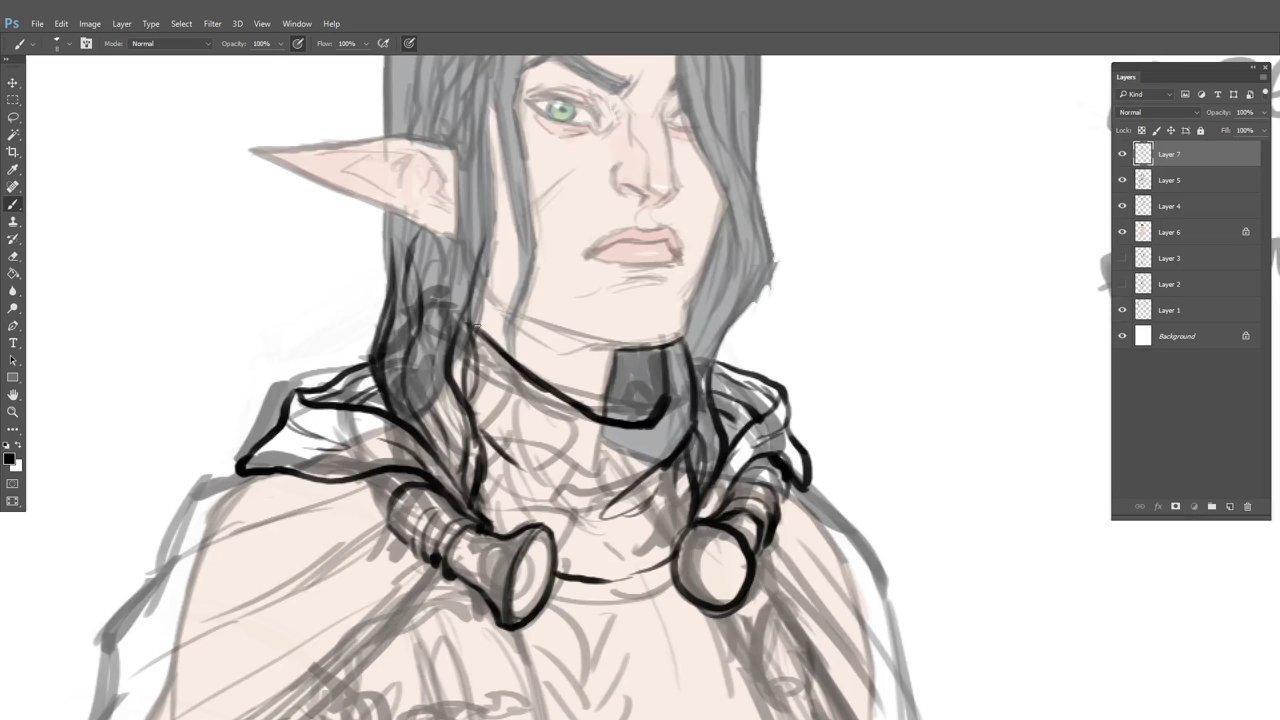 Ps File Edit Image Layer Type Select Filter 3D View Window Help
8 Mode: Normal Opacity: 100% Flow: 100%
Layers
Kind
Normal Opacity: 100%
Lock: Fill: 100%
Layer 7
Layer 5
Layer 4
Layer 6
Layer 3
Layer 2
Layer 1
Background
fx